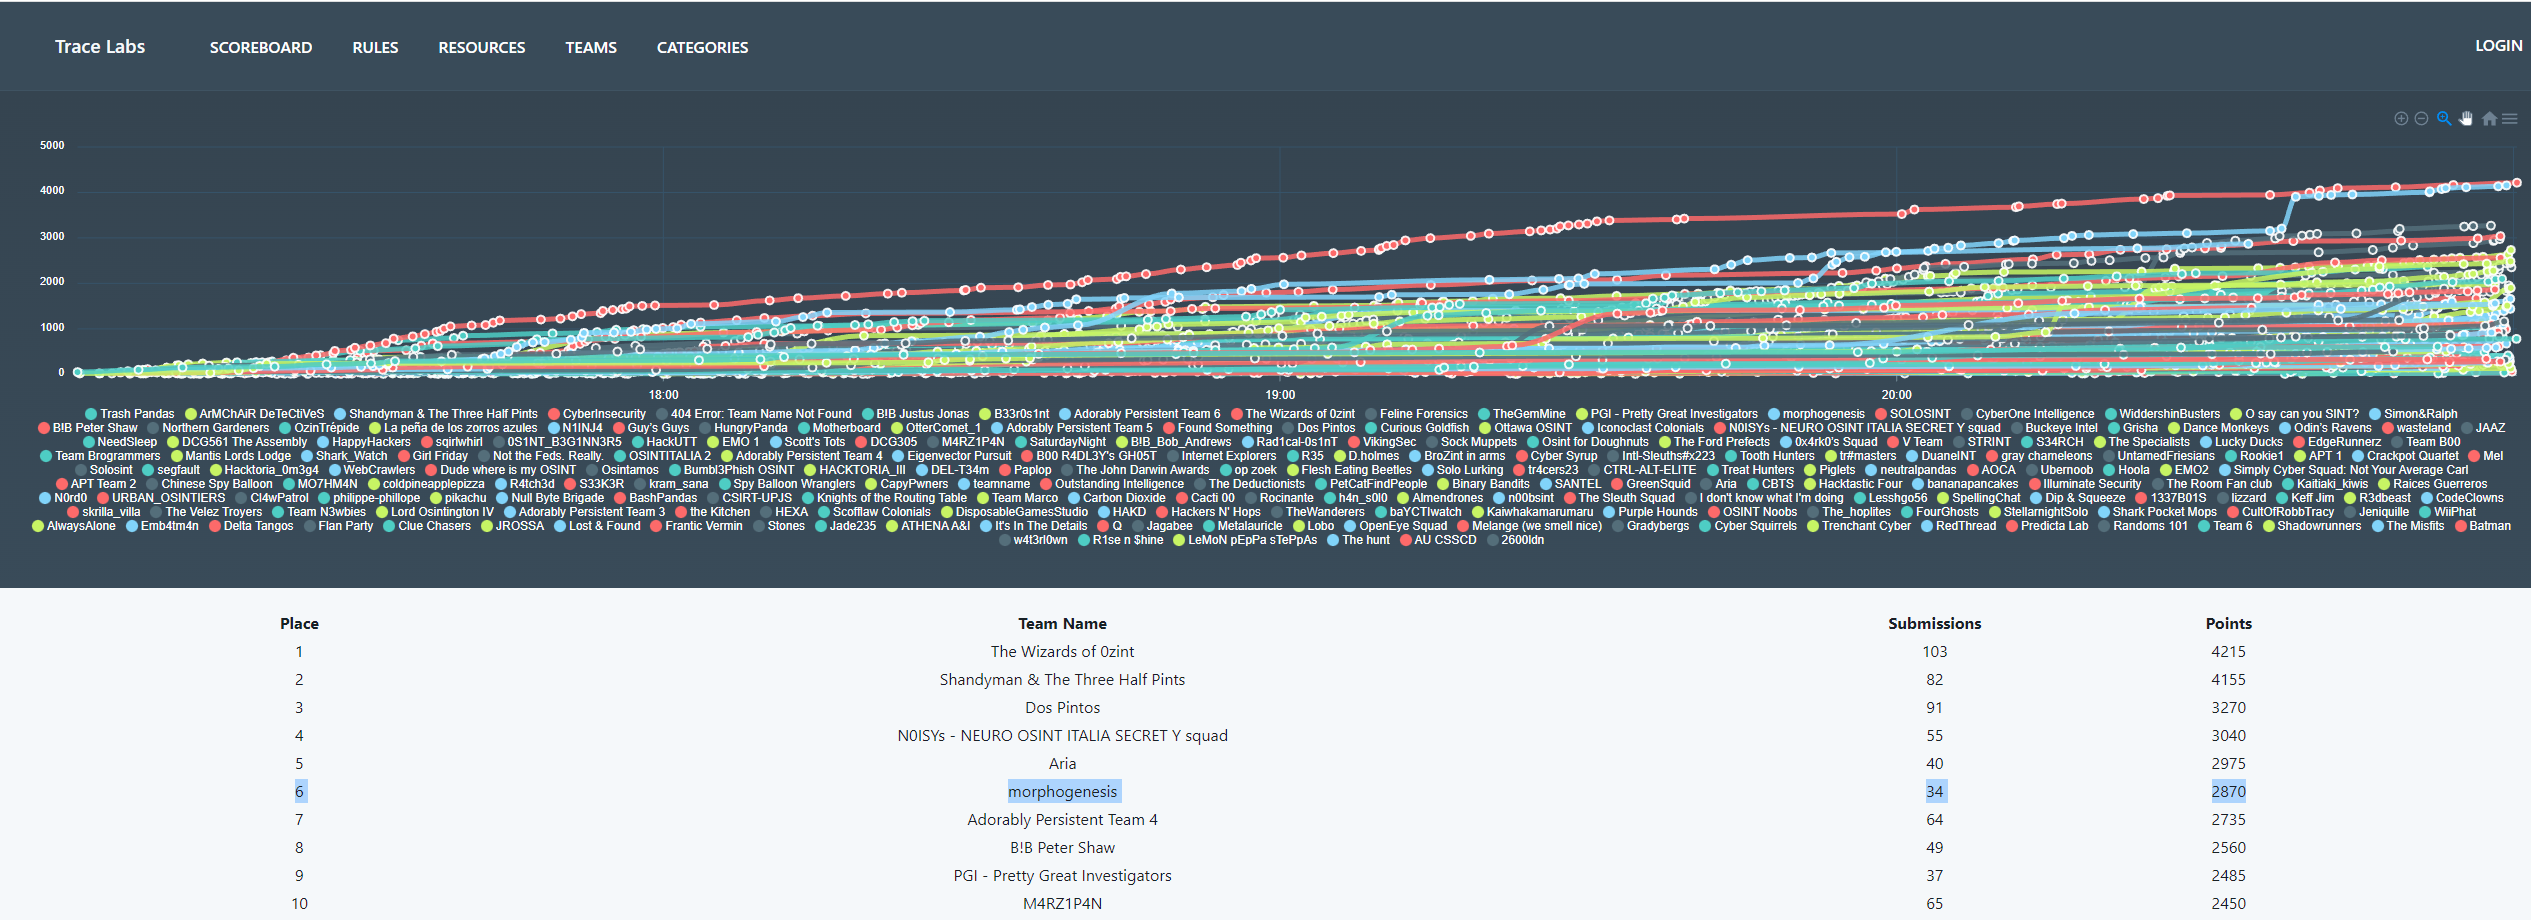 Trace Labs SCOREBOARD RULES RESOURCES TEAMS CATEGORIES LOGIN
5000
4000
3000
2000
1000
0
18:00 19:00 20:00
Trash Pandas ArMChAiR DeTeCtiVeS Shandyman & The Three Half Pints CyberInsecurity 404 Error: Team Name Not Found B!B Justus Jonas B33r0s1nt Adorably Persistent Team 6 The Wizards of 0zint Feline Forensics TheGemMine PGI - Pretty Great Investigators morphogenesis SOLOSINT CyberOne Intelligence WiddershinBusters O say can you SINT? Simon&Ralph
B!B Peter Shaw Northern Gardeners OzinTrépide La peña de los zorros azules N1INJ4 Guy's Guys HungryPanda Motherboard OtterComet_1 Adorably Persistent Team 5 Found Something Dos Pintos Curious Goldfish Ottawa OSINT Iconoclast Colonials N0ISYs - NEURO OSINT ITALIA SECRET Y squad Buckeye Intel Grisha Dance Monkeys Odin's Ravens wasteland JAAZ
NeedSleep DCG561 The Assembly HappyHackers sqirlwhirl 0S1NT_B3G1NN3R5 HackUTT EMO 1 Scott's Tots DCG305 M4RZ1P4N SaturdayNight B!B_Bob_Andrews Rad1cal-0s1nT VikingSec Sock Muppets Osint for Doughnuts The Ford Prefects 0x4rk0's Squad V Team STRINT S34RCH The Specialists Lucky Ducks EdgeRunnerz Team B00
Team Brogrammers Mantis Lords Lodge Shark_Watch Girl Friday Not the Feds. Really. OSINTITALIA 2 Adorably Persistent Team 4 Eigenvector Pursuit B00 R4DL3Y's GH05T Internet Explorers R35 D.holmes BroZint in arms Cyber Syrup Intl-Sleuths#x223 Tooth Hunters tr#masters DuaneINT gray chameleons UntamedFriesians Rookie1 APT 1 Crackpot Quartet Mel
Solosint segfault Hacktoria_0m3g4 WebCrawlers Dude where is my OSINT Osintamos Bumbl3Phish OSINT HACKTORIA_III DEL-T34m Paplop The John Darwin Awards op zoek Flesh Eating Beetles Solo Lurking tr4cers23 CTRL-ALT-ELITE Treat Hunters Piglets neutralpandas AOCA Ubernoob Hoola EMO2 Simply Cyber Squad: Not Your Average Carl
APT Team 2 Chinese Spy Balloon MO7HM4N coldpineapplepizza R4tch3d S33K3R kram_sana Spy Balloon Wranglers CapyPwners teamname Outstanding Intelligence The Deductionists PetCatFindPeople Binary Bandits SANTEL GreenSquid Aria CBTS Hacktastic Four bananapancakes Illuminate Security The Room Fan club Kaitiaki_kiwis Raices Guerreros
N0rd0 URBAN_OSINTIERS Cl4wPatrol philippe-phillope pikachu Null Byte Brigade BashPandas CSIRT-UPJS Knights of the Routing Table Team Marco Carbon Dioxide Cacti 00 Rocinante h4n_s0l0 Almendrones n00bsint The Sleuth Squad I don't know what I'm doing Lesshgo56 SpellingChat Dip & Squeeze 1337B01S lizzard Keff Jim R3dbeast CodeClowns
skrilla_villa The Velez Troyers Team N3wbies Lord Osintington IV Adorably Persistent Team 3 the Kitchen HEXA Scofflaw Colonials DisposableGamesStudio HAKD Hackers N' Hops TheWanderers baYCTIwatch Kaiwhakamarumaru Purple Hounds OSINT Noobs The_hoplites FourGhosts StellarnightSolo Shark Pocket Mops CultOfRobbTracy Jeniquille WiiPhat
AlwaysAlone Emb4tm4n Delta Tangos Flan Party Clue Chasers JROSSA Lost & Found Frantic Vermin Stones Jade235 ATHENA A&I It's In The Details Q Jagabee Metalauricle Lobo OpenEye Squad Melange (we smell nice) Gradybergs Cyber Squirrels Trenchant Cyber RedThread Predicta Lab Randoms 101 Team 6 Shadowrunners The Misfits Batman
w4t3rl0wn R1se n $hine LeMoN pEpPa sTePpAs The hunt AU CSSCD 2600ldn
Place Team Name Submissions Points
1 The Wizards of 0zint 103 4215
2 Shandyman & The Three Half Pints 82 4155
3 Dos Pintos 91 3270
4 N0ISYs - NEURO OSINT ITALIA SECRET Y squad 55 3040
5 Aria 40 2975
6 morphogenesis 34 2870
7 Adorably Persistent Team 4 64 2735
8 B!B Peter Shaw 49 2560
9 PGI - Pretty Great Investigators 37 2485
10 M4RZ1P4N 65 2450